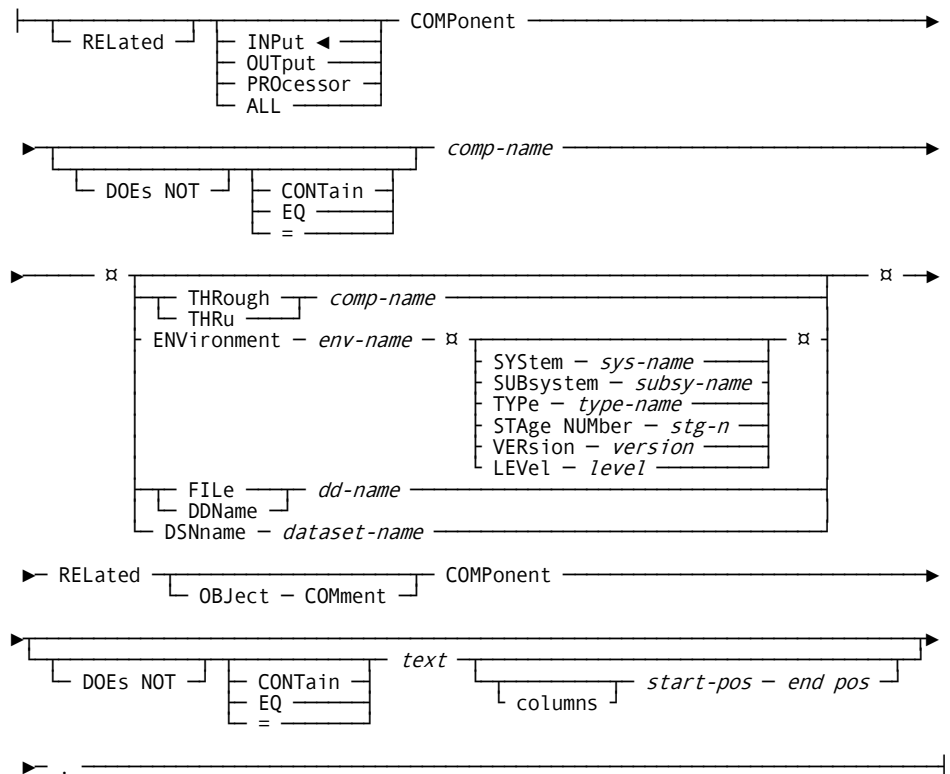 COMPonent
RELated INPut ◄
OUTput
PROcessor
ALL
comp-name
DOEs NOT CONTain
EQ
=
¤ ¤
THRough comp-name
THRu
ENVironment — env-name — ¤ ¤
SYStem — sys-name
SUBsystem — subsy-name
TYPe — type-name
STAge NUMber — stg-n
VERsion — version
LEVel — level
FILe dd-name
DDName
DSNname — dataset-name
RELated COMPonent
OBJect — COMment
text
DOEs NOT CONTain start-pos — end pos
EQ columns
=
.